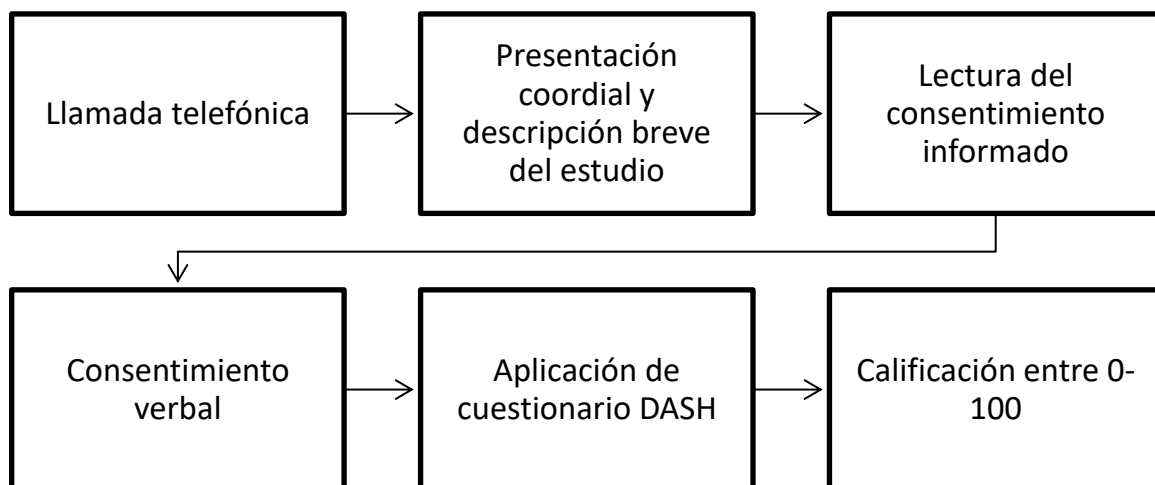 Llamada telefónica
Presentación
coordial y
descripción breve
del estudio
Lectura del
consentimiento
informado
Consentimiento
verbal
Aplicación de
cuestionario DASH
Calificación entre 0-
100